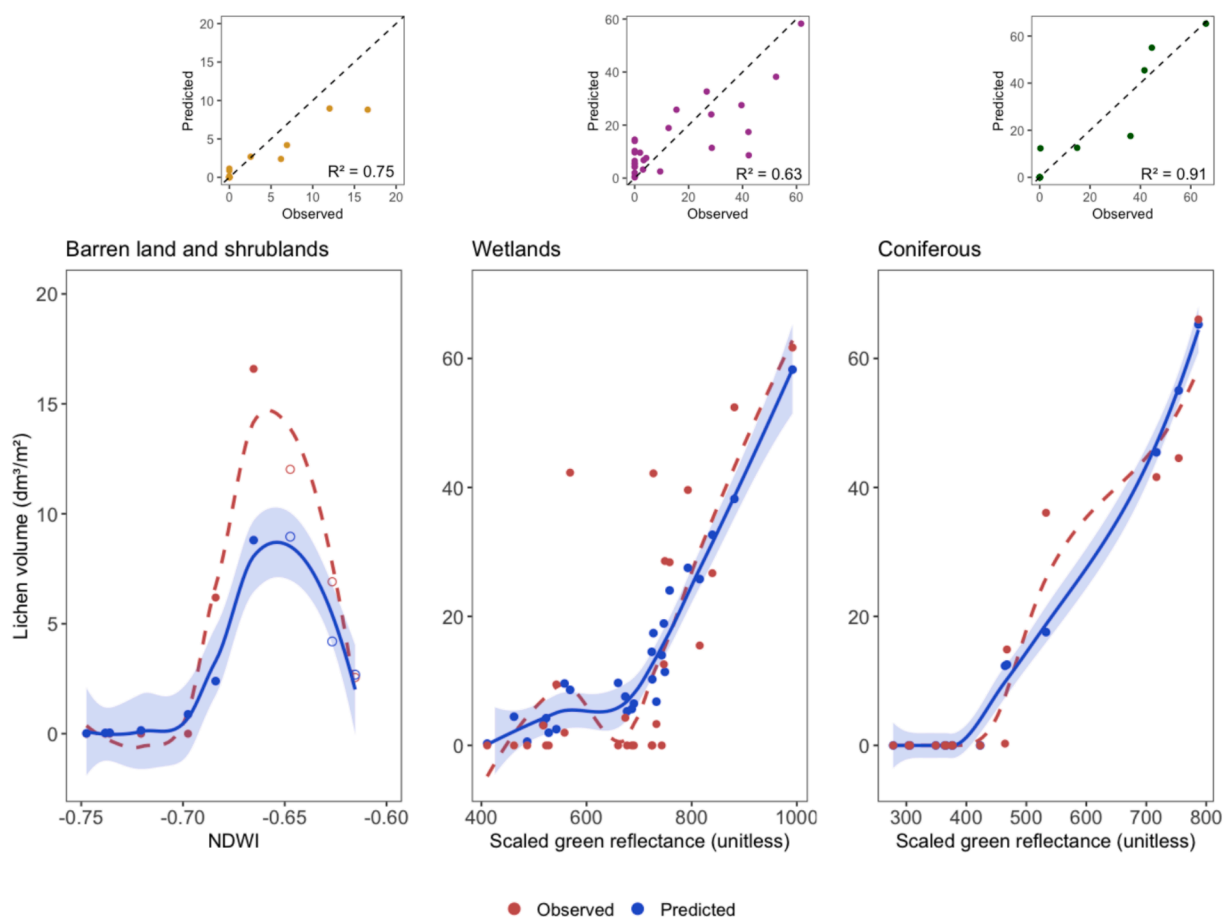 20
15
10
5
0
Predicted
R² = 0.75
0 5 10 15 20
Observed
60
40
20
0
Predicted
R² = 0.63
0 20 40 60
Observed
60
40
20
0
Predicted
R² = 0.91
0 20 40 60
Observed
Barren land and shrublands
Wetlands
Coniferous
Lichen volume (dm³/m²)
20
15
10
5
0
-0.75 -0.70 -0.65 -0.60
NDWI
60
40
20
0
400 600 800 1000
Scaled green reflectance (unitless)
60
40
20
0
300 400 500 600 700 800
Scaled green reflectance (unitless)
Observed Predicted